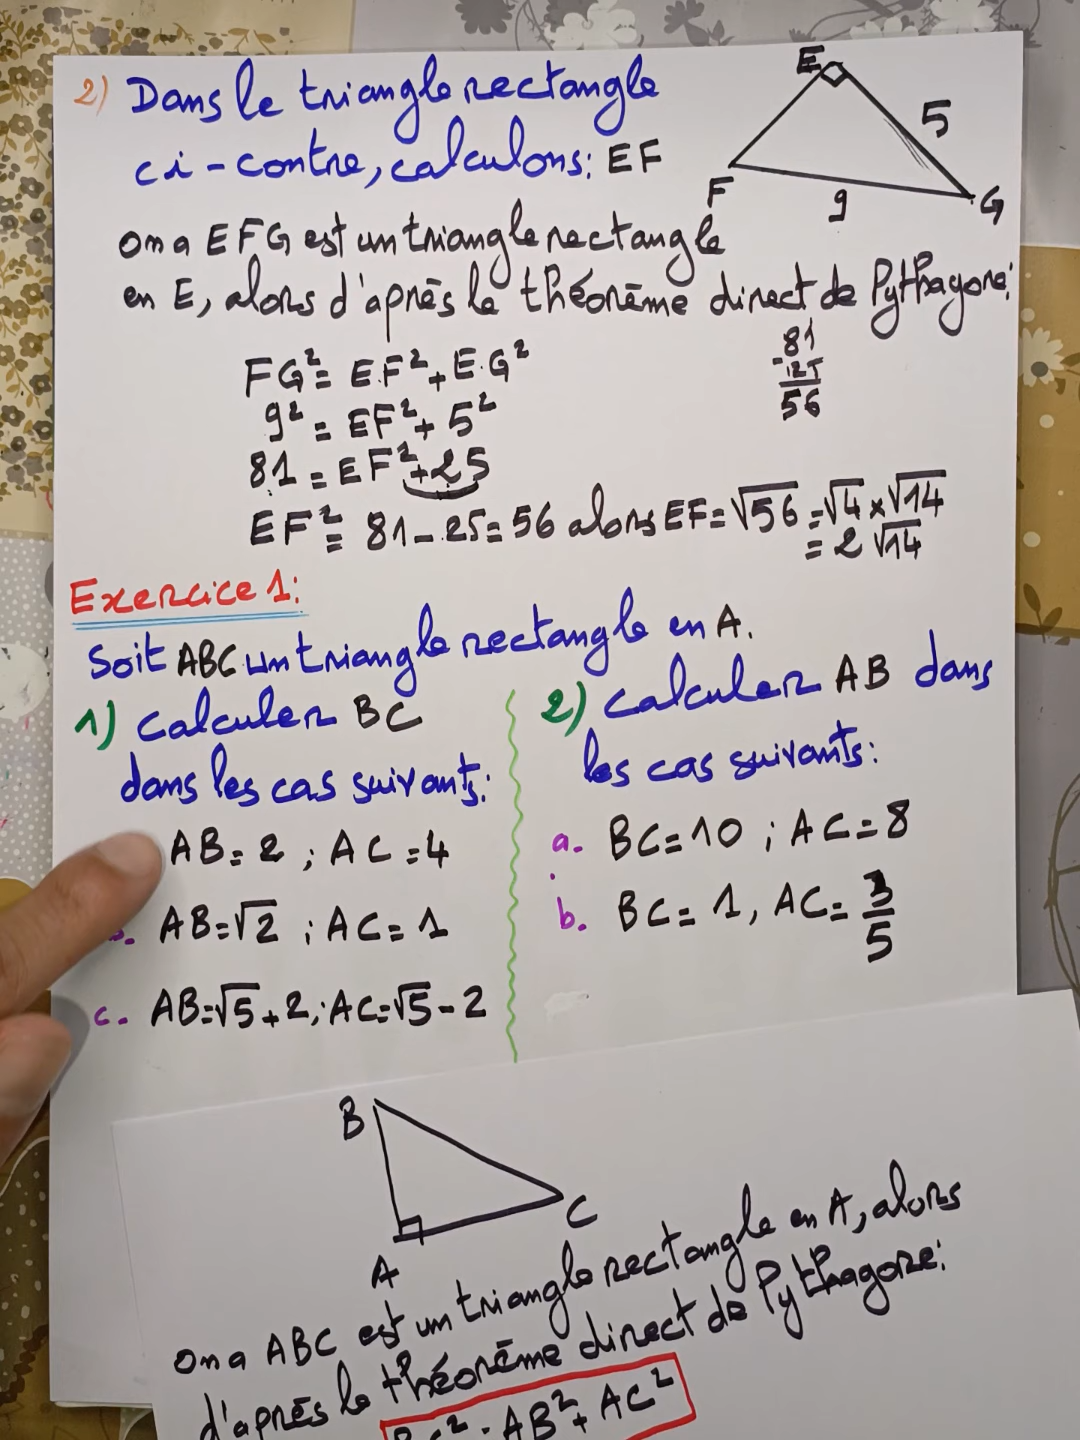 2) Dans le triangle rectangle
ci-contre, calculons: EF
E
5
F
9
G
on a EFG est un triangle rectangle
en E, alors d'après le théorème direct de Pythagore:
FG² = EF² + EG²
9² = EF² + 5²
81 = EF² + 25
EF² = 81 - 25 = 56 alors EF = √56 = √4 × √14
= 2√14
81
- 25
56
Exercice 1:
Soit ABC un triangle rectangle en A.
1) Calculer BC
dans les cas suivants:
AB = 2 ; AC = 4
AB = √2 ; AC = 1
c. AB = √5 + 2 ; AC = √5 - 2
2) Calculer AB dans
les cas suivants:
a. BC = 10 ; AC = 8
b. BC = 1, AC = 3/5
B
A
C
on a ABC est un triangle rectangle en A, alors
d'après le théorème direct de Pythagore:
BC² = AB² + AC²